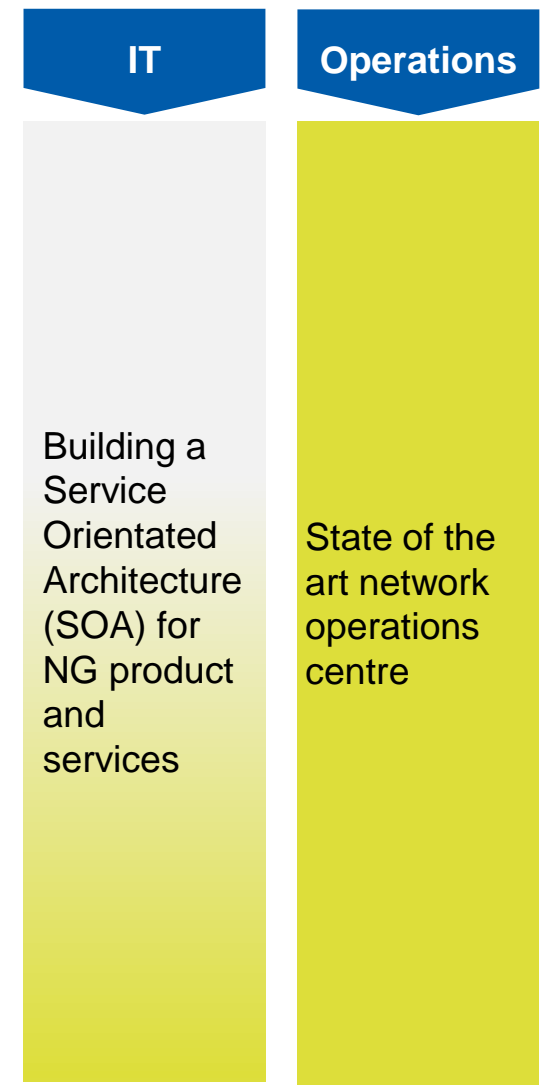 IT
Building a
Service
Orientated
Architecture
(SOA) for
NG product
and
services
Operations
State of the
art network
operations
centre